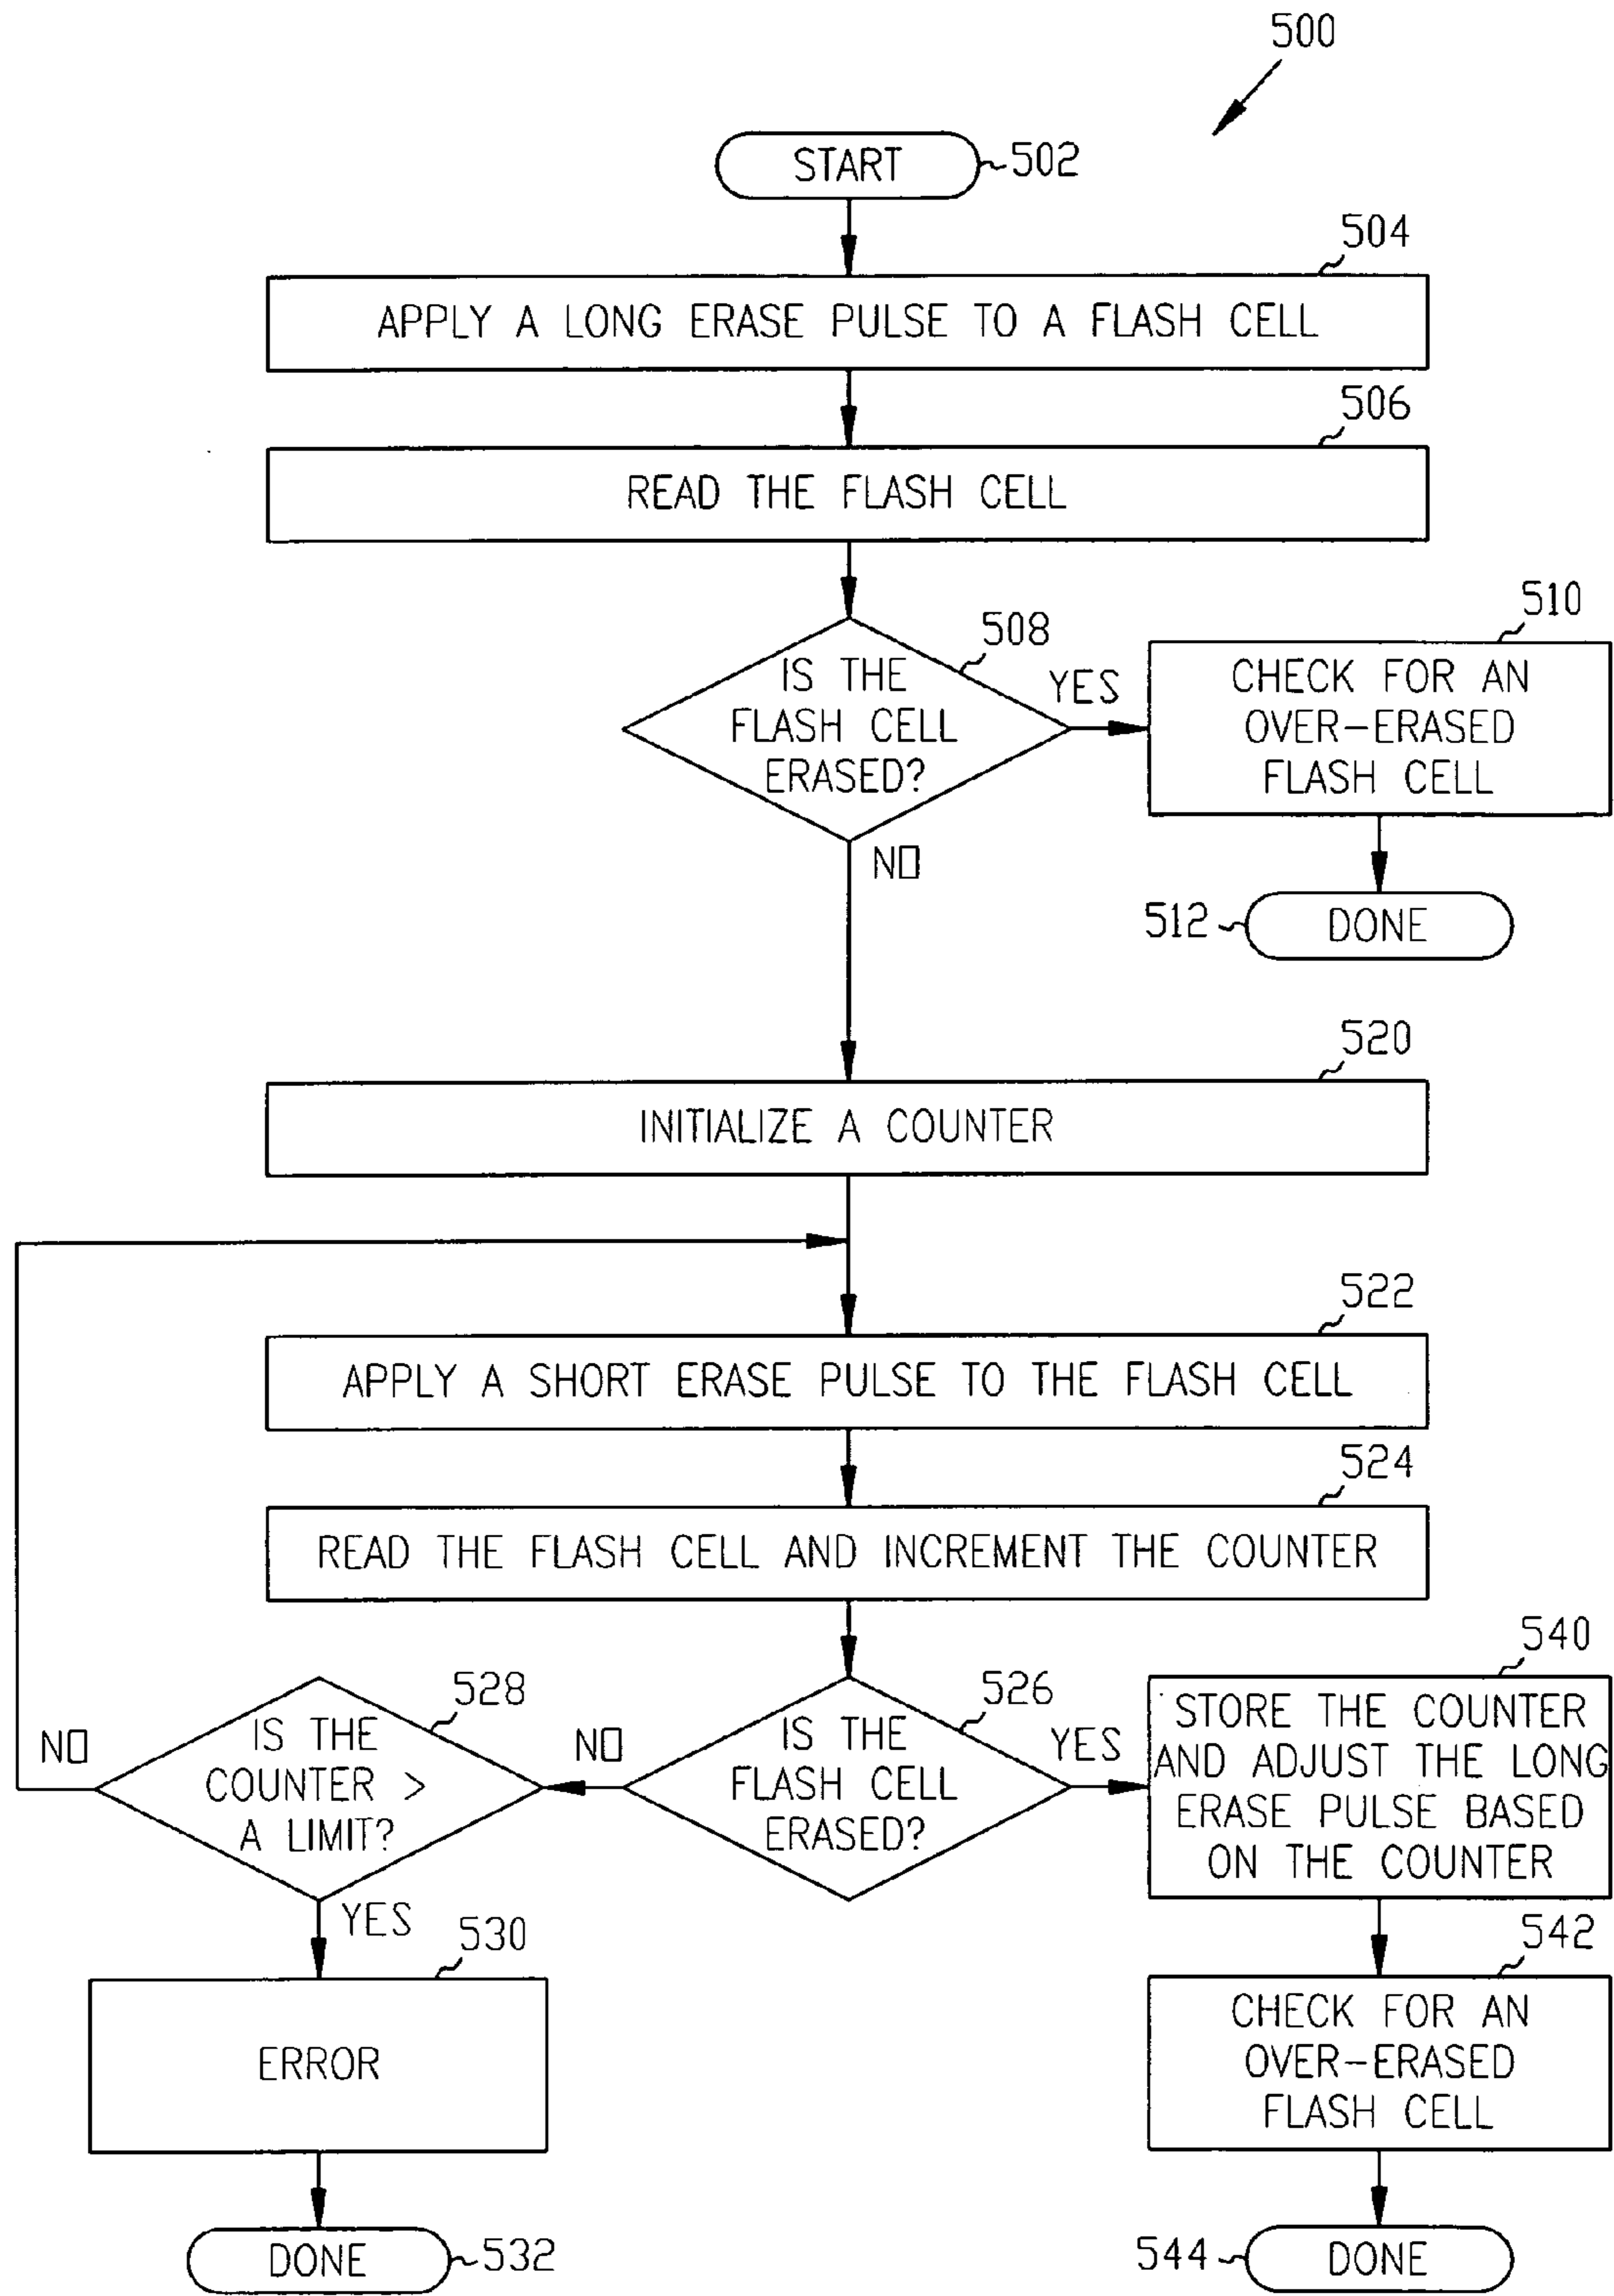 500
START
502
504
APPLY A LONG ERASE PULSE TO A FLASH CELL
506
READ THE FLASH CELL
508
IS THE
FLASH CELL
ERASED?
YES
510
CHECK FOR AN
OVER-ERASED
FLASH CELL
NO
512
DONE
520
INITIALIZE A COUNTER
522
APPLY A SHORT ERASE PULSE TO THE FLASH CELL
524
READ THE FLASH CELL AND INCREMENT THE COUNTER
526
IS THE
FLASH CELL
ERASED?
NO
YES
528
IS THE
COUNTER >
A LIMIT?
NO
YES
540
STORE THE COUNTER
AND ADJUST THE LONG
ERASE PULSE BASED
ON THE COUNTER
530
ERROR
542
CHECK FOR AN
OVER-ERASED
FLASH CELL
DONE
532
544
DONE